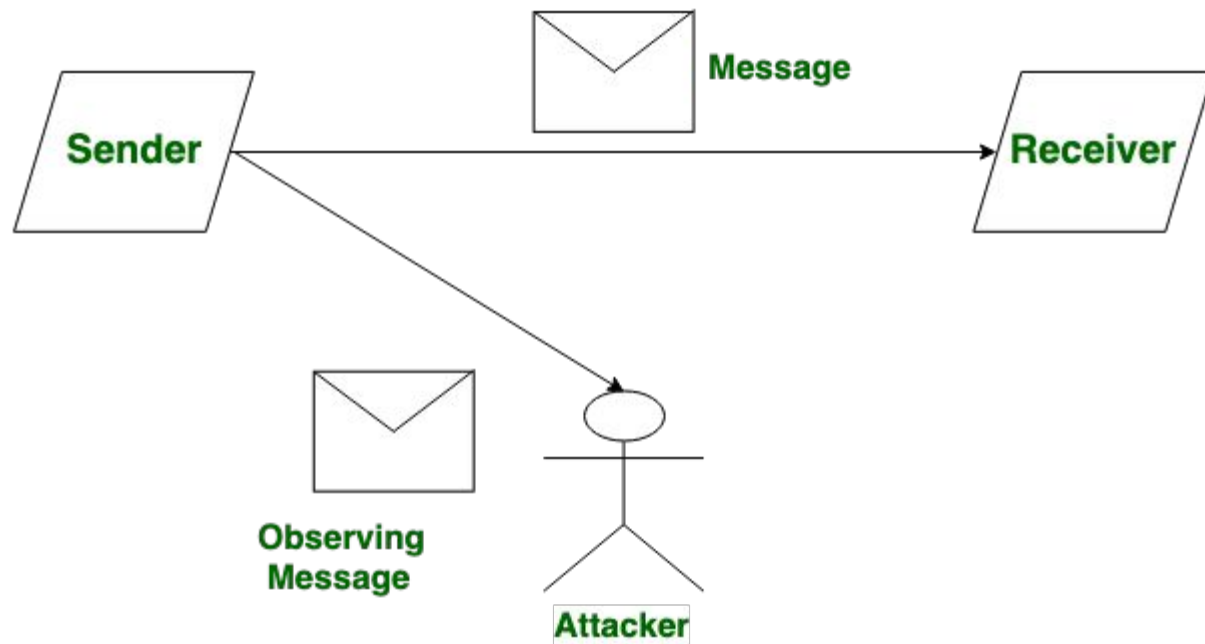 Message
Sender
Receiver
Observing
Message
Attacker